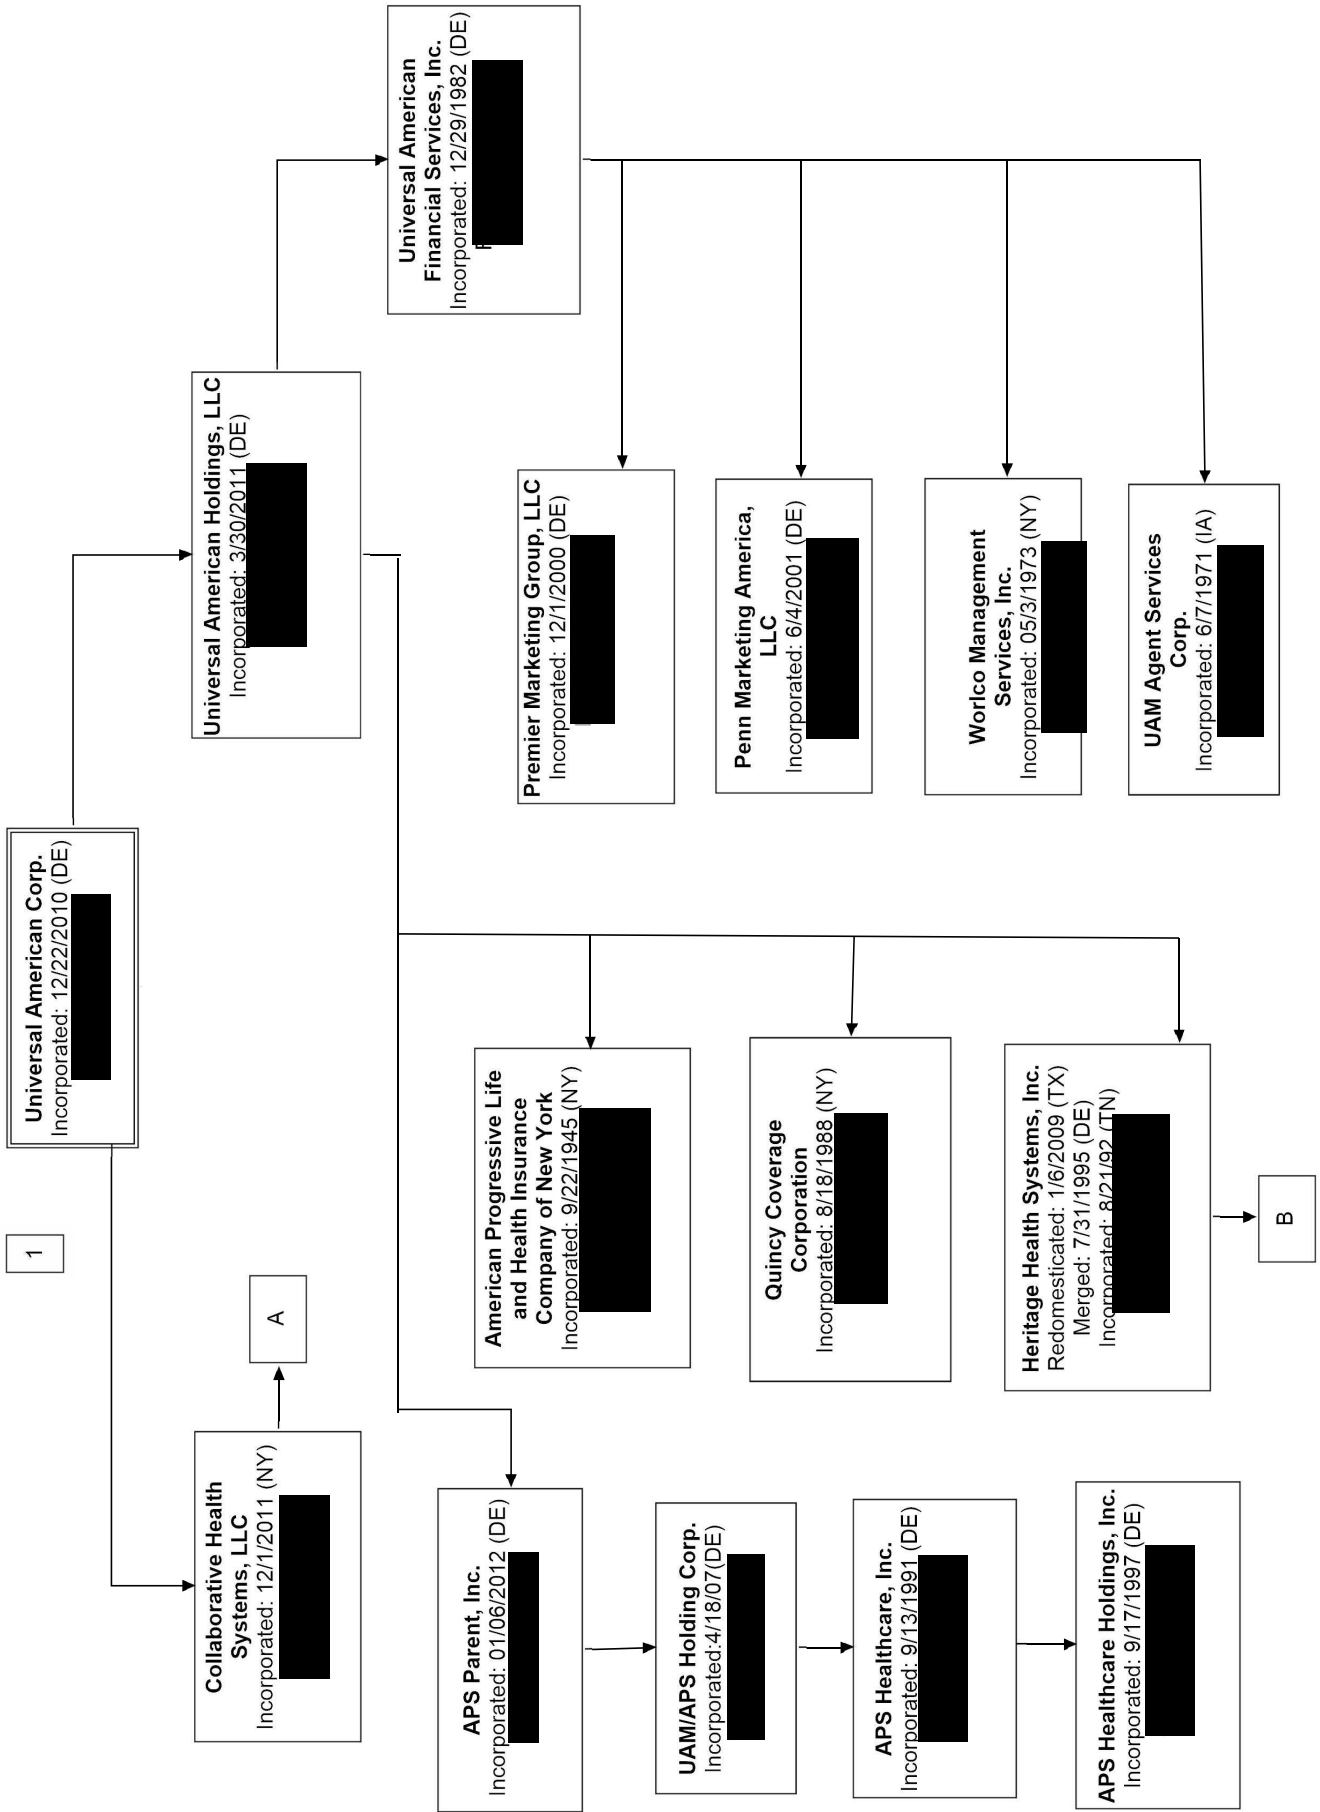 1
Universal American Corp.
Incorporated: 12/22/2010 (DE)
Collaborative Health
Systems, LLC
Incorporated: 12/1/2011 (NY)
A
Universal American Holdings, LLC
Incorporated: 3/30/2011 (DE)
Universal American
Financial Services, Inc.
Incorporated: 12/29/1982 (DE)
APS Parent, Inc.
Incorporated: 01/06/2012 (DE)
American Progressive Life
and Health Insurance
Company of New York
Incorporated: 9/22/1945 (NY)
Premier Marketing Group, LLC
Incorporated: 12/1/2000 (DE)
UAM/APS Holding Corp.
Incorporated:4/18/07(DE)
Quincy Coverage
Corporation
Incorporated: 8/18/1988 (NY)
Penn Marketing America,
LLC
Incorporated: 6/4/2001 (DE)
APS Healthcare, Inc.
Incorporated: 9/13/1991 (DE)
Worlco Management
Services, Inc.
Incorporated: 05/3/1973 (NY)
APS Healthcare Holdings, Inc.
Incorporated: 9/17/1997 (DE)
Heritage Health Systems, Inc.
Redomesticated: 1/6/2009 (TX)
Merged: 7/31/1995 (DE)
Incorporated: 8/21/92 (TN)
UAM Agent Services
Corp.
Incorporated: 6/7/1971 (IA)
B